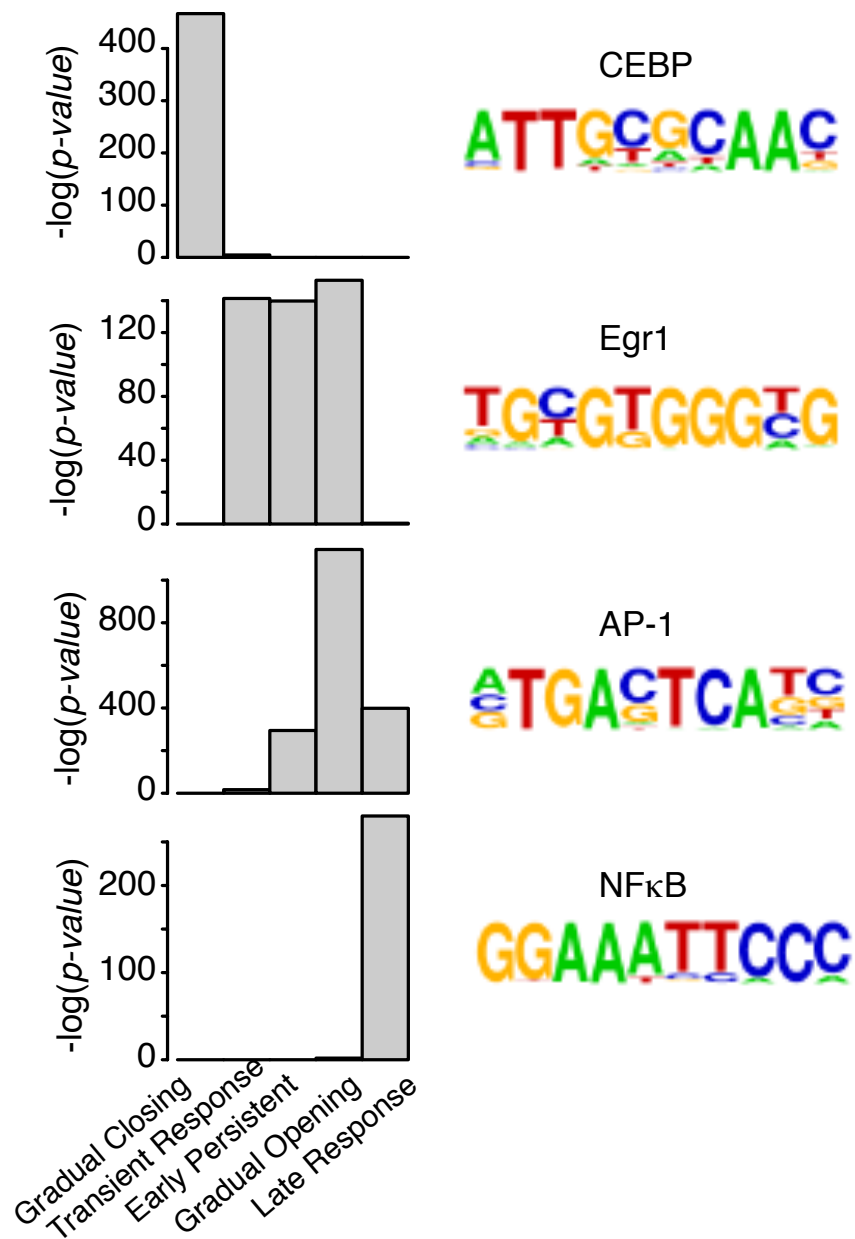 CEBP
-log(p-value)
400
300
200
100
0
ATTGCGCAAC
Egr1
-log(p-value)
120
80
40
0
TGCGTGGGTG
AP-1
-log(p-value)
800
400
0
ATGACTCATC
NFκB
-log(p-value)
200
100
0
GGAAATTCCC
Gradual Closing
Transient Response
Early Persistent
Gradual Opening
Late Response